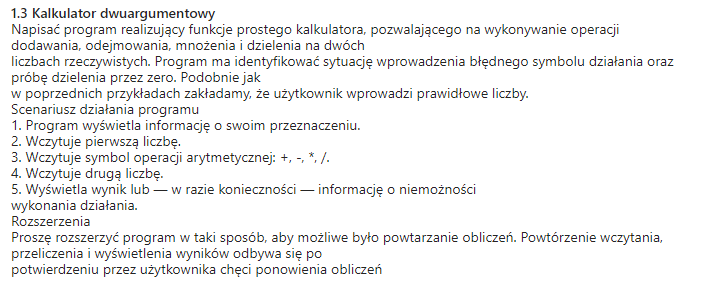 1.3 Kalkulator dwuargumentowy
Napisać program realizujący funkcje prostego kalkulatora, pozwalającego na wykonywanie operacji
dodawania, odejmowania, mnożenia i dzielenia na dwóch
liczbach rzeczywistych. Program ma identyfikować sytuację wprowadzenia błędnego symbolu działania oraz
próbę dzielenia przez zero. Podobnie jak
w poprzednich przykładach zakładamy, że użytkownik wprowadzi prawidłowe liczby.
Scenariusz działania programu
1. Program wyświetla informację o swoim przeznaczeniu.
2. Wczytuje pierwszą liczbę.
3. Wczytuje symbol operacji arytmetycznej: +, -, *, /.
4. Wczytuje drugą liczbę.
5. Wyświetla wynik lub — w razie konieczności — informację o niemożności
wykonania działania.
Rozszerzenia
Proszę rozszerzyć program w taki sposób, aby możliwe było powtarzanie obliczeń. Powtórzenie wczytania,
przeliczenia i wyświetlenia wyników odbywa się po
potwierdzeniu przez użytkownika chęci ponowienia obliczeń